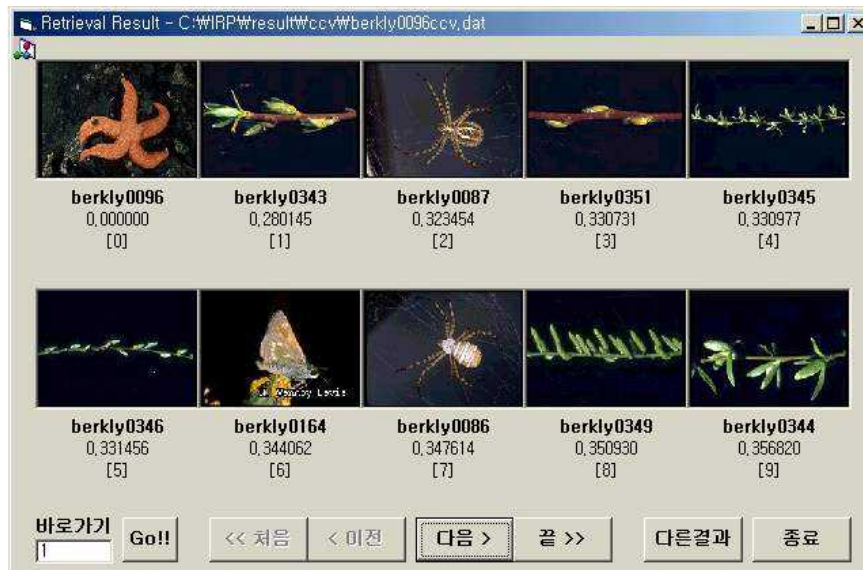 Retrieval Result - C:₩IRP₩result₩ccv₩berkly0096ccv,dat
berkly0096 berkly0343 berkly0087 berkly0351 berkly0345
0,000000 0,280145 0,323454 0,330731 0,330977
[0] [1] [2] [3] [4]
berkly0346 berkly0164 berkly0086 berkly0349 berkly0344
0,331456 0,344062 0,347614 0,350930 0,356820
[5] [6] [7] [8] [9]
바로가기
1
Go!! << 처음 < 이전 다음 > 끝 >> 다른결과 종료